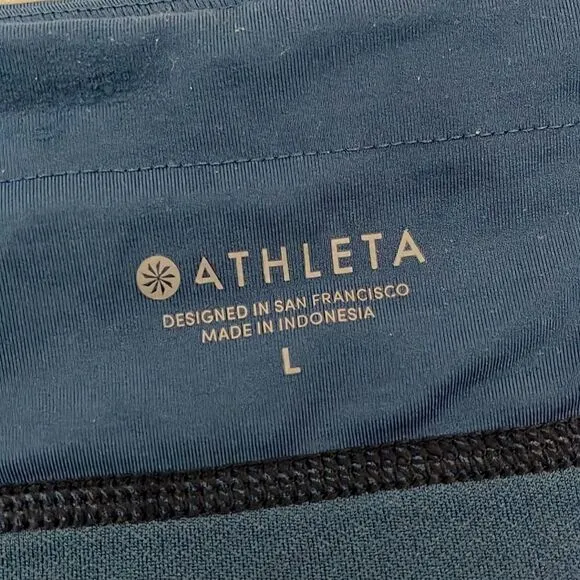 ATHLETA
DESIGNED IN SAN FRANCISCO
MADE IN INDONESIA
L